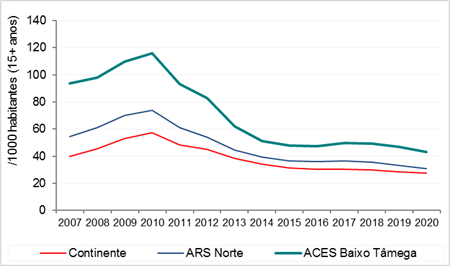 /1000 habitantes (15+ anos)
140
120
100
80
60
40
20
0
2007 2008 2009 2010 2011 2012 2013 2014 2015 2016 2017 2018 2019 2020
Continente ARS Norte ACES Baixo Tâmega